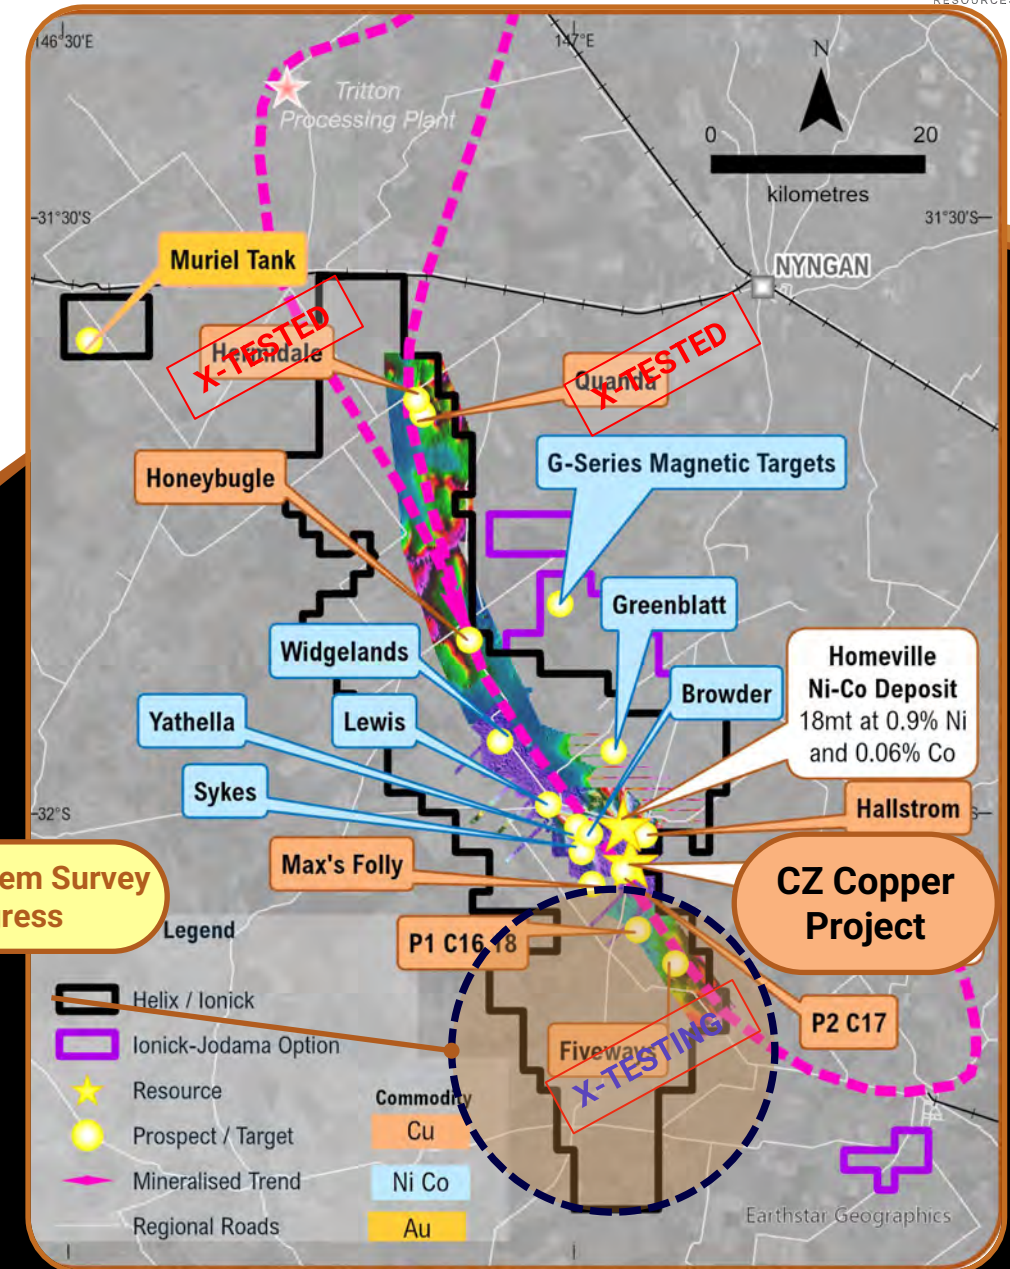 RESOURCES
146°30'E
147°E
N
Tritton
Processing Plant
0 20
kilometres
31°30'S
31°30'S
NYNGAN
Muriel Tank
Hermidale
X-TESTED
Quanda
X-TESTED
G-Series Magnetic Targets
Honeybugle
Greenblatt
Widgelands
Browder
Homeville
Ni-Co Deposit
18mt at 0.9% Ni
and 0.06% Co
Yathella
Lewis
Sykes
32°S
Hallstrom
Max's Folly
CZ Copper
Project
em Survey
ress
P1 C16 18
P2 C17
Fiveways
X-TESTING
Legend
Helix / Ionick
Ionick-Jodama Option
Resource
Prospect / Target
Mineralised Trend
Regional Roads
Commodity
Cu
Ni Co
Au
Earthstar Geographics